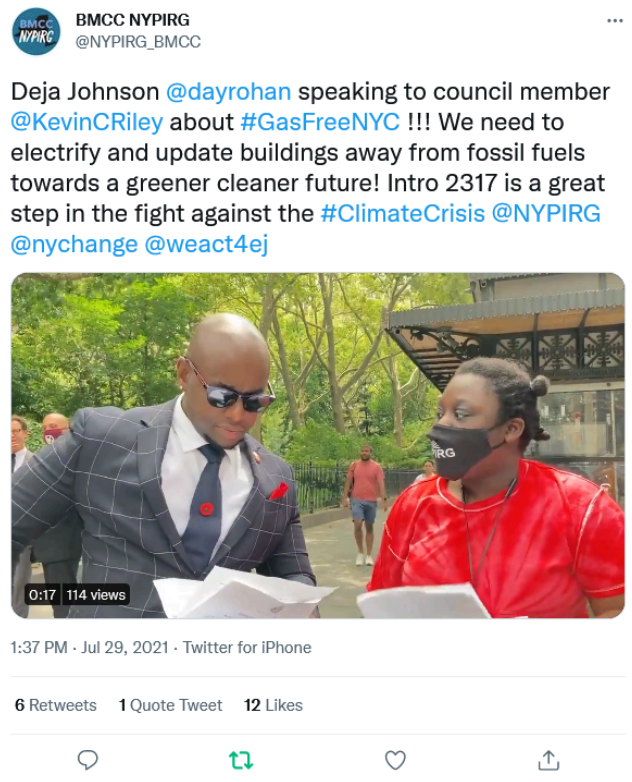 BMCC
NYPIRG
BMCC NYPIRG
@NYPIRG_BMCC
Deja Johnson @dayrohan speaking to council member
@KevinCRiley about #GasFreeNYC !!! We need to
electrify and update buildings away from fossil fuels
towards a greener cleaner future! Intro 2317 is a great
step in the fight against the #ClimateCrisis @NYPIRG
@nychange @weact4ej
IRG
0:17 114 views
1:37 PM · Jul 29, 2021 · Twitter for iPhone
6 Retweets 1 Quote Tweet 12 Likes